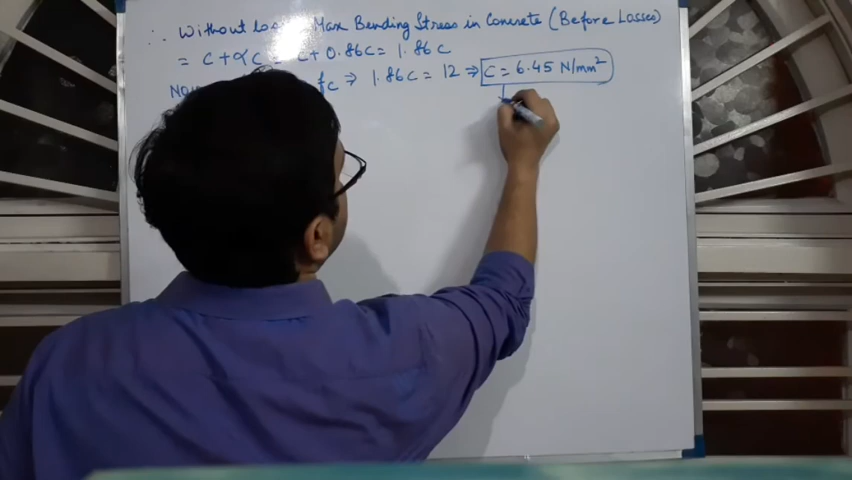 ∴ Without Max Bending Stress in Concrete (Before Losses)
= C + αC = C + 0.86C = 1.86C
fc ⇒ 1.86C = 12 ⇒ C = 6.45 N/mm²